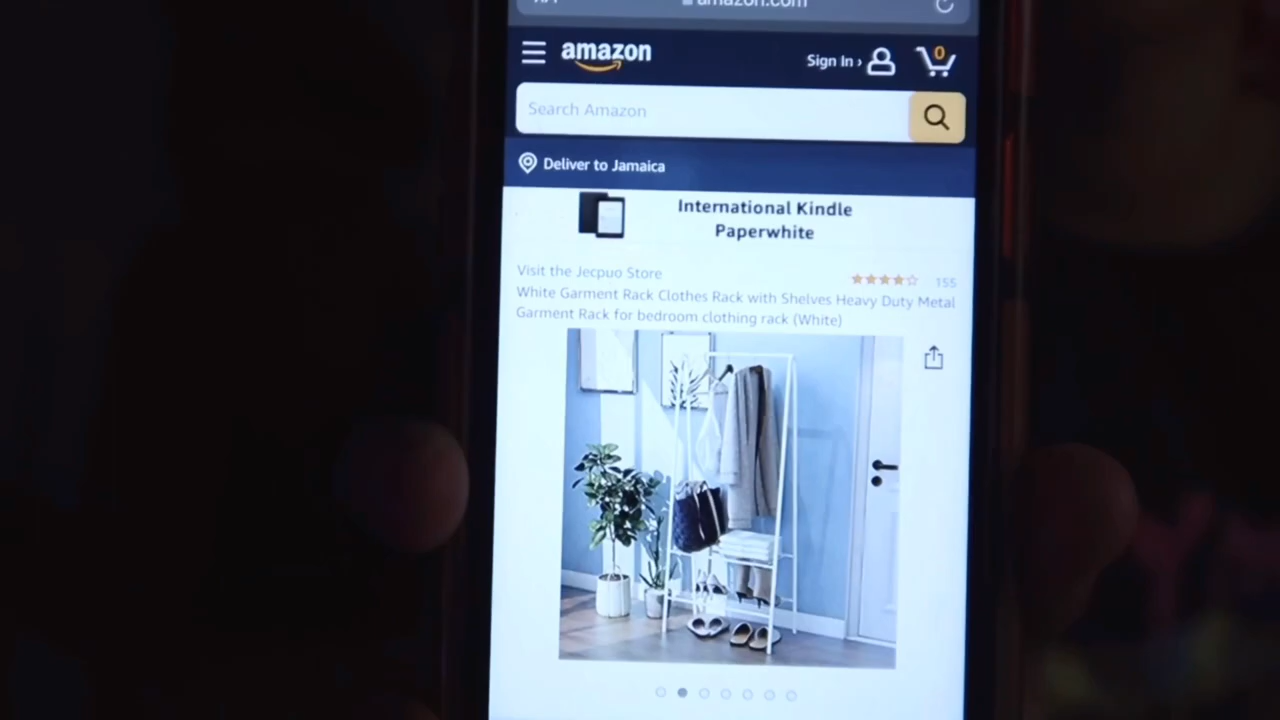 amazon.com
amazon
Sign In ›
0
Search Amazon
Deliver to Jamaica
International Kindle
Paperwhite
Visit the Jecpuo Store
155
White Garment Rack Clothes Rack with Shelves Heavy Duty Metal
Garment Rack for bedroom clothing rack (White)